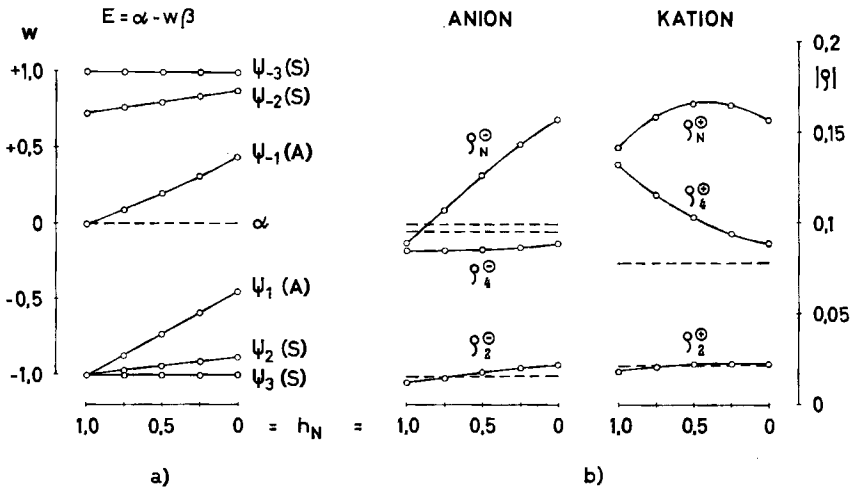 E = α - wβ
ANION
KATION
w
+1,0
+0,5
0
-0,5
-1,0
Ψ-3 (S)
Ψ-2 (S)
Ψ-1 (A)
α
Ψ1 (A)
Ψ2 (S)
Ψ3 (S)
1,0 0,5 0 = hN = 1,0 0,5 0 1,0 0,5 0
ρN⊖
ρ4⊖
ρ2⊖
ρN⊕
ρ4⊕
ρ2⊕
0,2
|ρ|
0,15
0,1
0,05
0
a)
b)